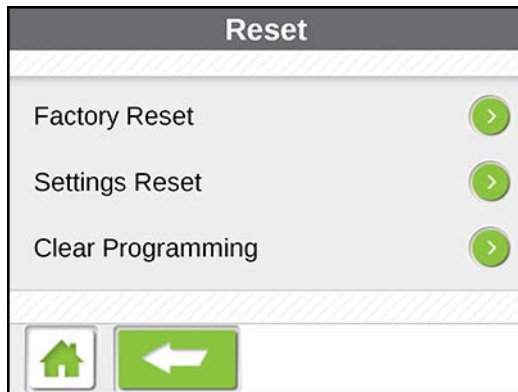 Reset
Factory Reset
Settings Reset
Clear Programming